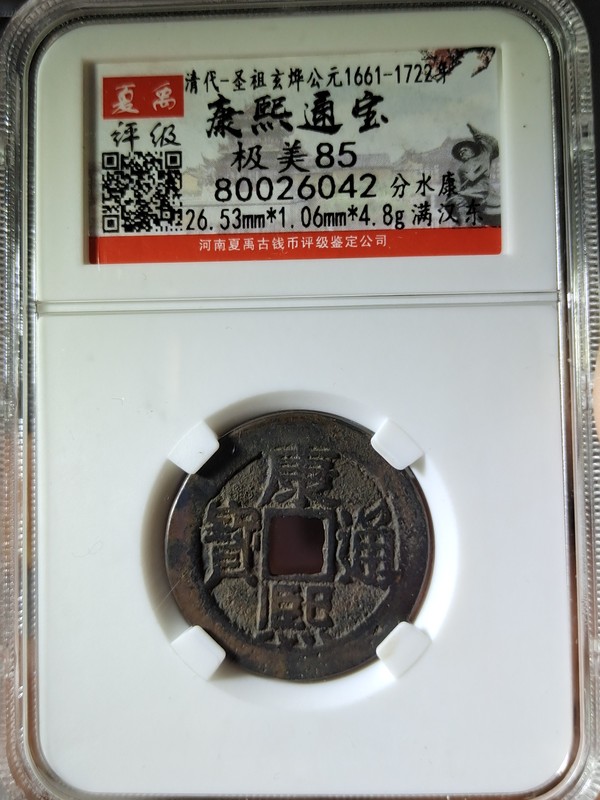 清代-圣祖玄烨公元1661-1722年
夏禹
评级
康熙通宝
极美85
80026042 分水康
26.53mm*1.06mm*4.8g 满汉东
河南夏禹古钱币评级鉴定公司
康
寶 通
熙